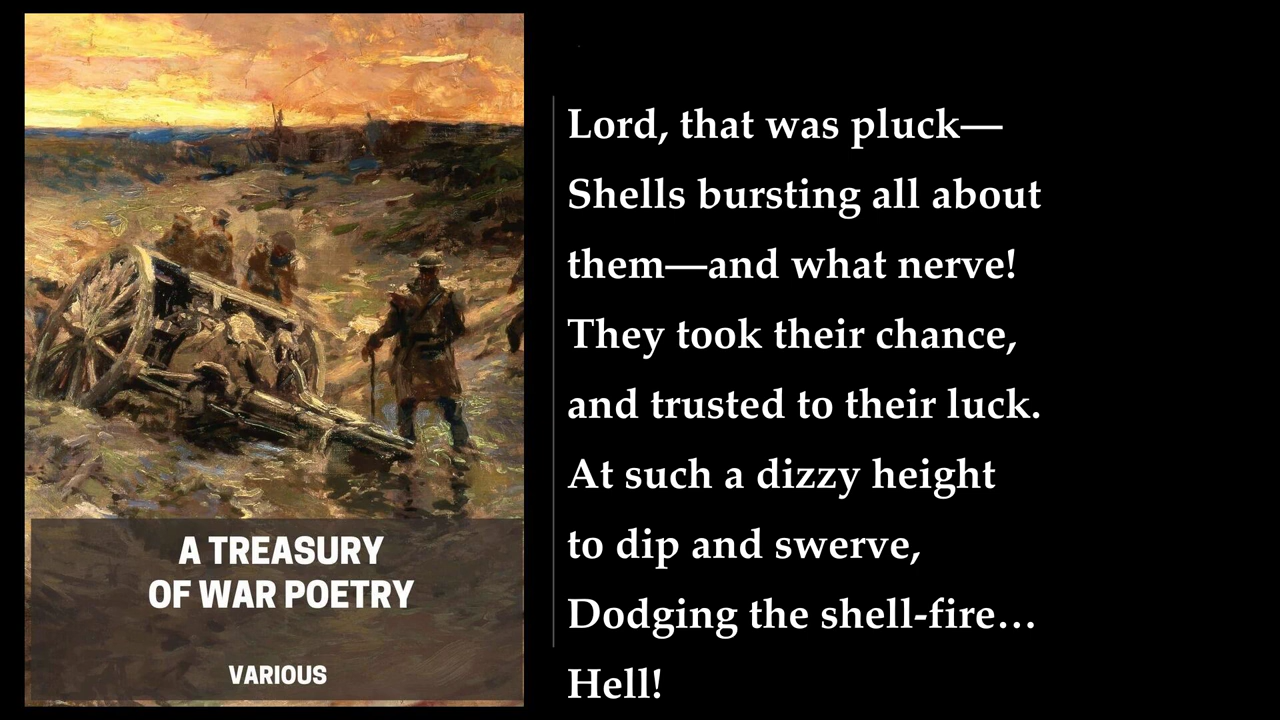 A TREASURY
OF WAR POETRY
VARIOUS
Lord, that was pluck—
Shells bursting all about
them—and what nerve!
They took their chance,
and trusted to their luck.
At such a dizzy height
to dip and swerve,
Dodging the shell-fire…
Hell!